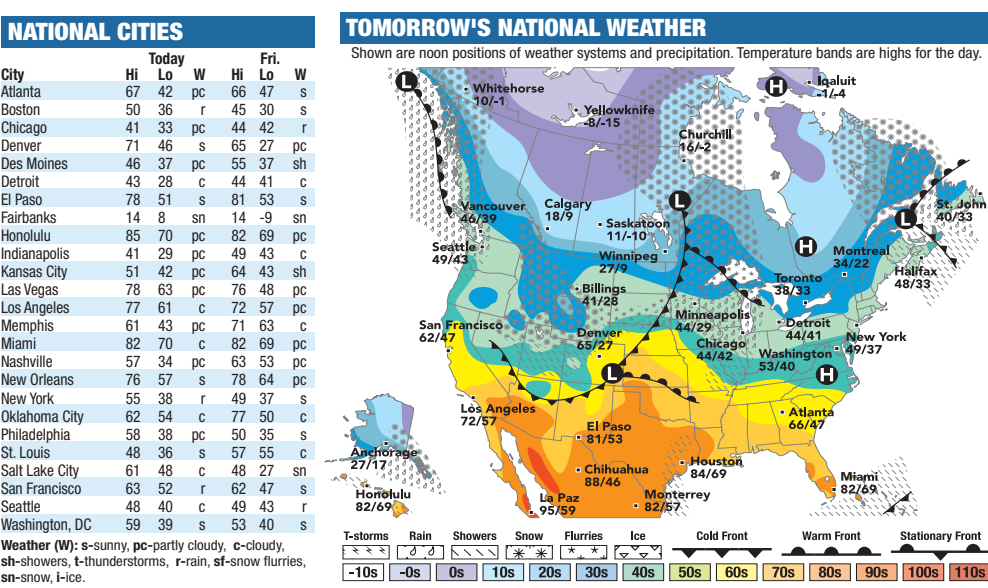 NATIONAL CITIES
Today Fri.
City Hi Lo W Hi Lo W
Atlanta 67 42 pc 66 47 s
Boston 50 36 r 45 30 s
Chicago 41 33 pc 44 42 r
Denver 71 46 s 65 27 pc
Des Moines 46 37 pc 55 37 sh
Detroit 43 28 c 44 41 c
El Paso 78 51 s 81 53 s
Fairbanks 14 8 sn 14 -9 sn
Honolulu 85 70 pc 82 69 pc
Indianapolis 41 29 pc 49 43 c
Kansas City 51 42 pc 64 43 sh
Las Vegas 78 63 pc 76 48 pc
Los Angeles 77 61 c 72 57 pc
Memphis 61 43 pc 71 63 c
Miami 82 70 c 82 69 pc
Nashville 57 34 pc 63 53 pc
New Orleans 76 57 s 78 64 pc
New York 55 38 r 49 37 s
Oklahoma City 62 54 c 77 50 c
Philadelphia 58 38 pc 50 35 s
St. Louis 48 36 s 57 55 c
Salt Lake City 61 48 c 48 27 sn
San Francisco 63 52 r 62 47 s
Seattle 48 40 c 49 43 r
Washington, DC 59 39 s 53 40 s
Weather (W): s-sunny, pc-partly cloudy, c-cloudy,
sh-showers, t-thunderstorms, r-rain, sf-snow flurries,
sn-snow, i-ice.
TOMORROW'S NATIONAL WEATHER
Shown are noon positions of weather systems and precipitation. Temperature bands are highs for the day.
L
H
Iqaluit
-1/-4
Whitehorse
10/-1
Yellowknife
-8/-15
Churchill
16/-2
Vancouver
46/39
Calgary
18/9
L
Saskatoon
11/-10
L
St. John
40/33
Seattle
49/43
Winnipeg
27/9
H
Montreal
34/22
Halifax
48/33
Toronto
38/33
Billings
41/28
Minneapolis
44/29
San Francisco
62/47
Denver
65/27
Chicago
44/42
Detroit
44/41
New York
49/37
Washington
53/40
L
H
Los Angeles
72/57
Atlanta
66/47
El Paso
81/53
Anchorage
27/17
Chihuahua
88/46
Houston
84/69
Miami
82/69
Honolulu
82/69
La Paz
95/59
Monterrey
82/57
T-storms Rain Showers Snow Flurries Ice Cold Front Warm Front Stationary Front
-10s -0s 0s 10s 20s 30s 40s 50s 60s 70s 80s 90s 100s 110s